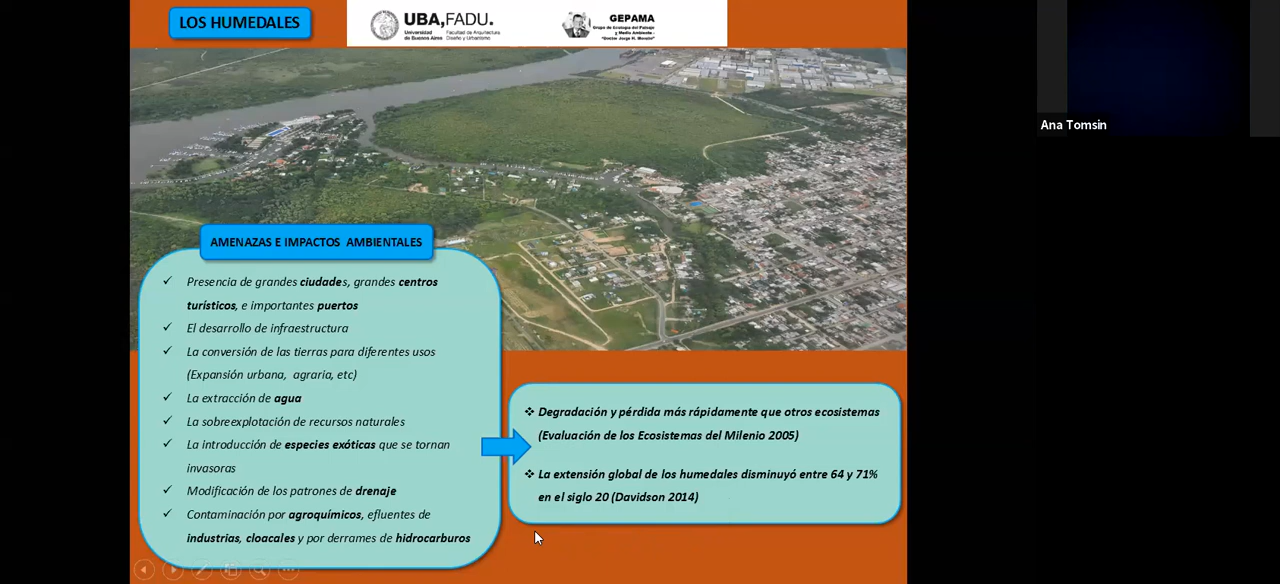 LOS HUMEDALES
UBA, FADU.
Universidad
de Buenos Aires
Facultad de Arquitectura
Diseño y Urbanismo
GEPAMA
Grupo de Ecología del Paisaje
y Medio Ambiente
Ana Tomsin
AMENAZAS E IMPACTOS AMBIENTALES
✓ Presencia de grandes ciudades, grandes centros
turísticos, e importantes puertos
✓ El desarrollo de infraestructura
✓ La conversión de las tierras para diferentes usos
(Expansión urbana, agraria, etc)
✓ La extracción de agua
✓ La sobreexplotación de recursos naturales
✓ La introducción de especies exóticas que se tornan
invasoras
✓ Modificación de los patrones de drenaje
✓ Contaminación por agroquímicos, efluentes de
industrias, cloacales y por derrames de hidrocarburos
❖ Degradación y pérdida más rápidamente que otros ecosistemas
(Evaluación de los Ecosistemas del Milenio 2005)
❖ La extensión global de los humedales disminuyó entre 64 y 71%
en el siglo 20 (Davidson 2014)